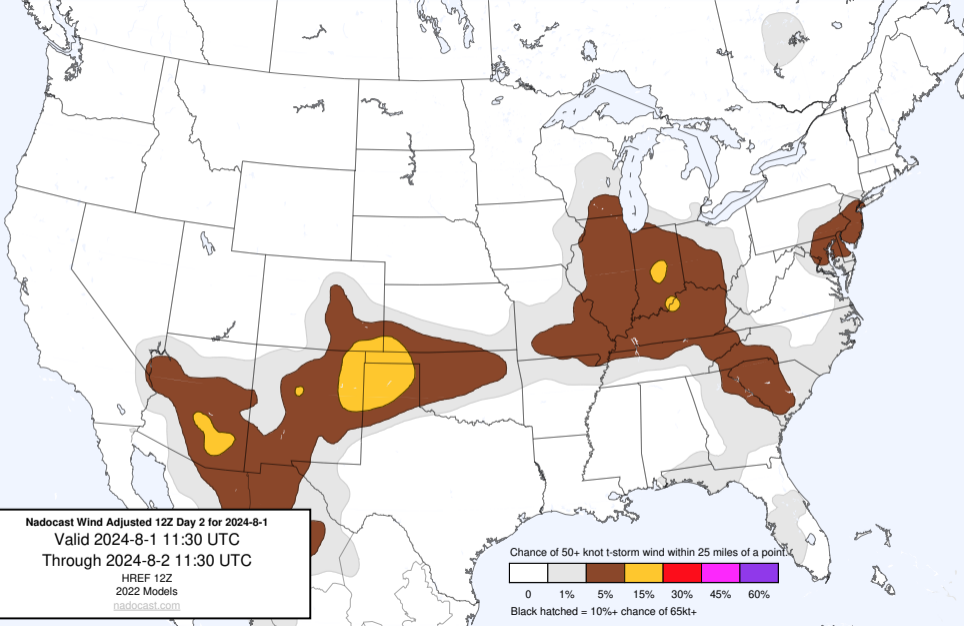 Nadocast Wind Adjusted 12Z Day 2 for 2024-8-1
Valid 2024-8-1 11:30 UTC
Through 2024-8-2 11:30 UTC
HREF 12Z
2022 Models
nadocast.com
Chance of 50+ knot t-storm wind within 25 miles of a point.
0 1% 5% 15% 30% 45% 60%
Black hatched = 10%+ chance of 65kt+